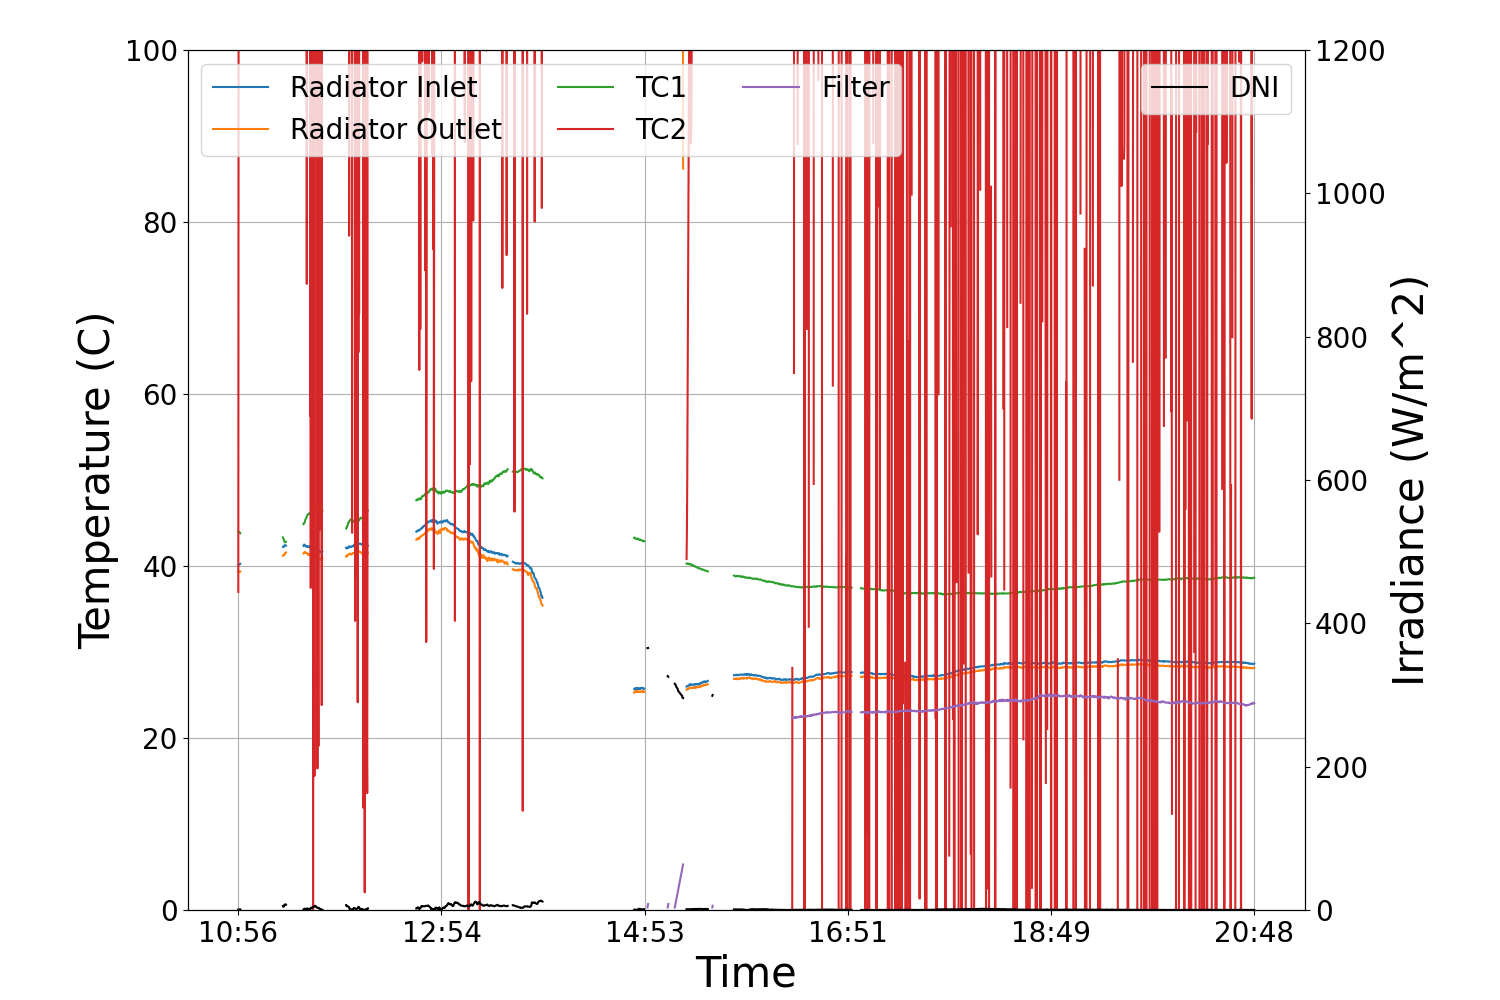 100
80
60
40
20
0
Temperature (C)
Radiator Inlet
Radiator Outlet
TC1
TC2
Filter
DNI
1200
1000
800
600
400
200
0
Irradiance (W/m^2)
10:56
12:54
14:53
16:51
18:49
20:48
Time